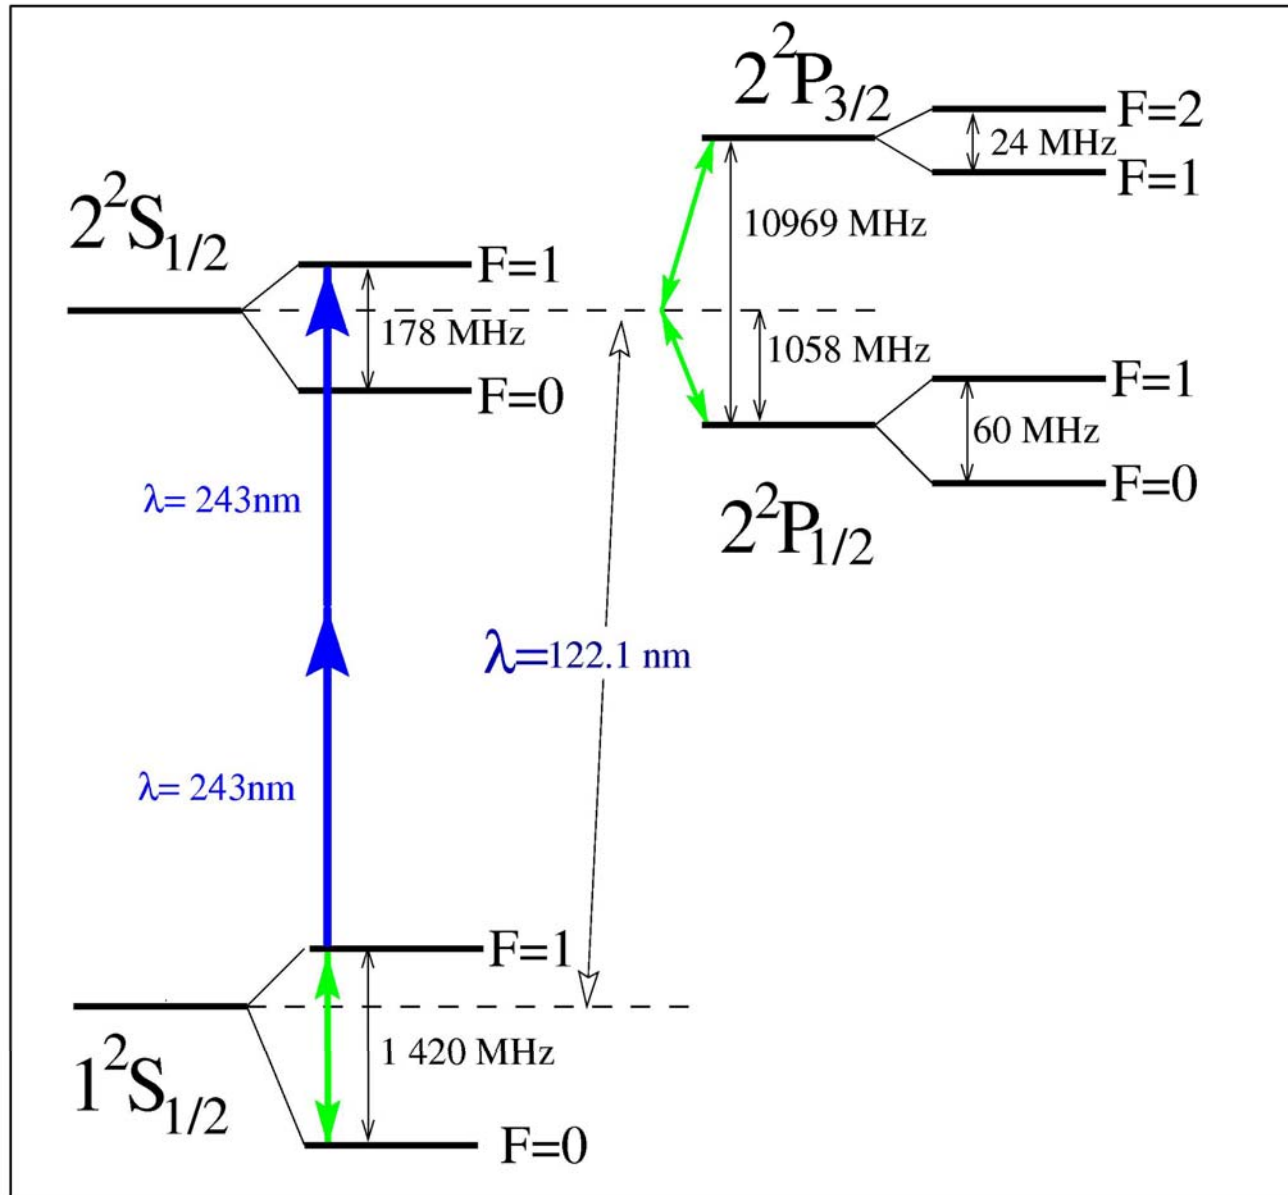 2²P3/2
F=2
24 MHz
F=1
2²S1/2
10969 MHz
F=1
178 MHz
1058 MHz
F=0
F=1
60 MHz
F=0
λ= 243nm
2²P1/2
λ=122.1 nm
λ= 243nm
F=1
1 420 MHz
1²S1/2
F=0